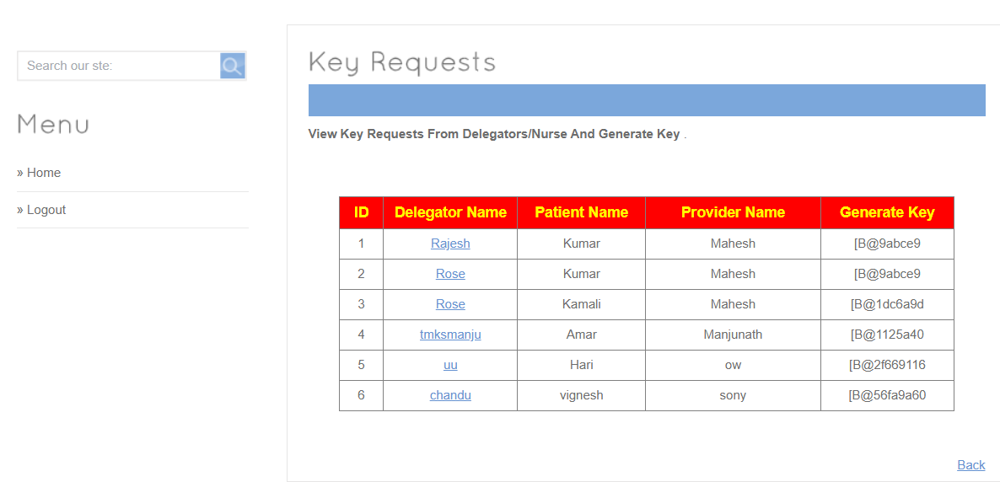 Search our ste:
Menu
» Home
» Logout
Key Requests
View Key Requests From Delegators/Nurse And Generate Key .
ID Delegator Name Patient Name Provider Name Generate Key
1 Rajesh Kumar Mahesh [B@9abce9
2 Rose Kumar Mahesh [B@9abce9
3 Rose Kamali Mahesh [B@1dc6a9d
4 tmksmanju Amar Manjunath [B@1125a40
5 uu Hari ow [B@2f669116
6 chandu vignesh sony [B@56fa9a60
Back